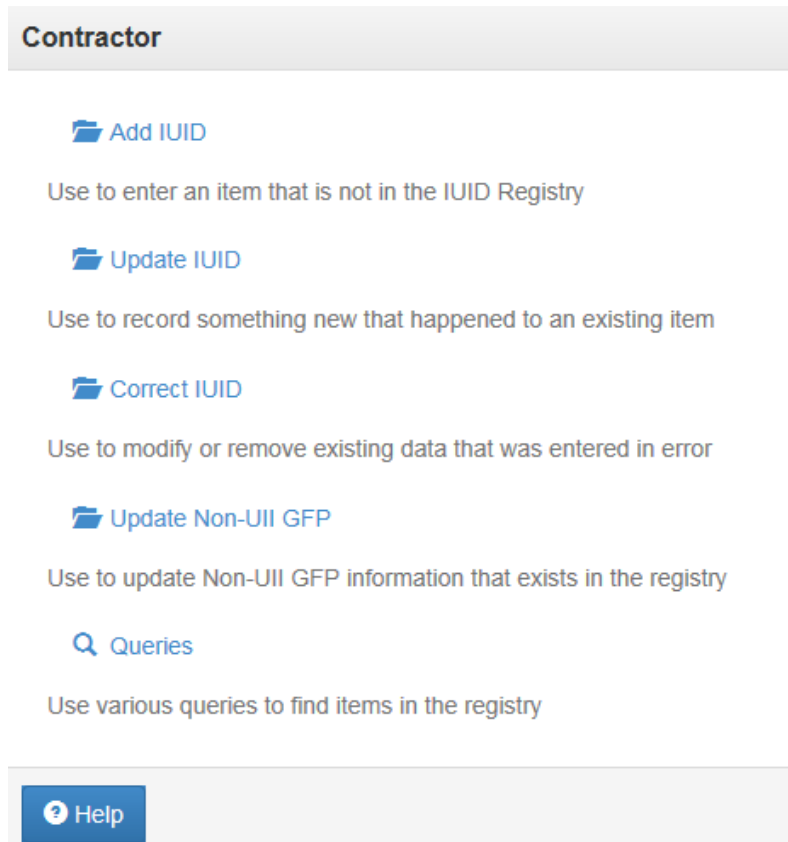 Contractor
Add IUID
Use to enter an item that is not in the IUID Registry
Update IUID
Use to record something new that happened to an existing item
Correct IUID
Use to modify or remove existing data that was entered in error
Update Non-UII GFP
Use to update Non-UII GFP information that exists in the registry
Queries
Use various queries to find items in the registry
Help